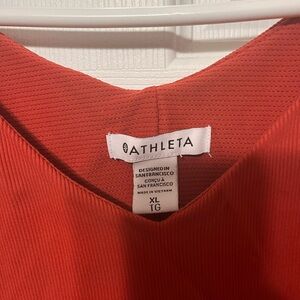 ATHLETA
DESIGNED IN
SAN FRANCISCO
CONÇU À
SAN FRANCISCO
MADE IN VIETNAM
XL
TG